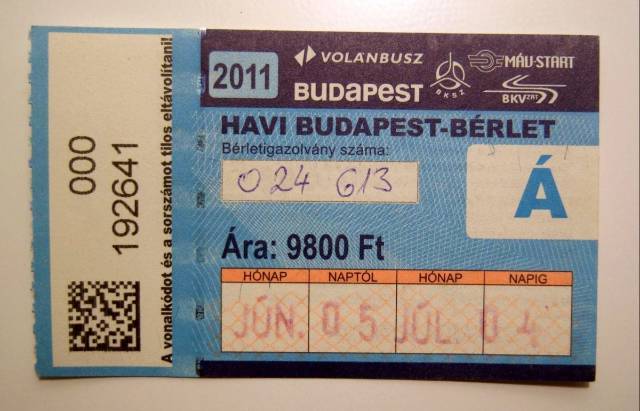 000
192641
A vonalkódot és a sorszámot tilos eltávolítani!
2011
VOLÁNBUSZ
BUDAPEST
BKSZ
MÁV-START
BKV ZRT
HAVI BUDAPEST-BÉRLET
Bérletigazolvány száma:
024 613
Á
Ára: 9800 Ft
HÓNAP NAPTÓL HÓNAP NAPIG
JÚN. 05 JÚL. 04